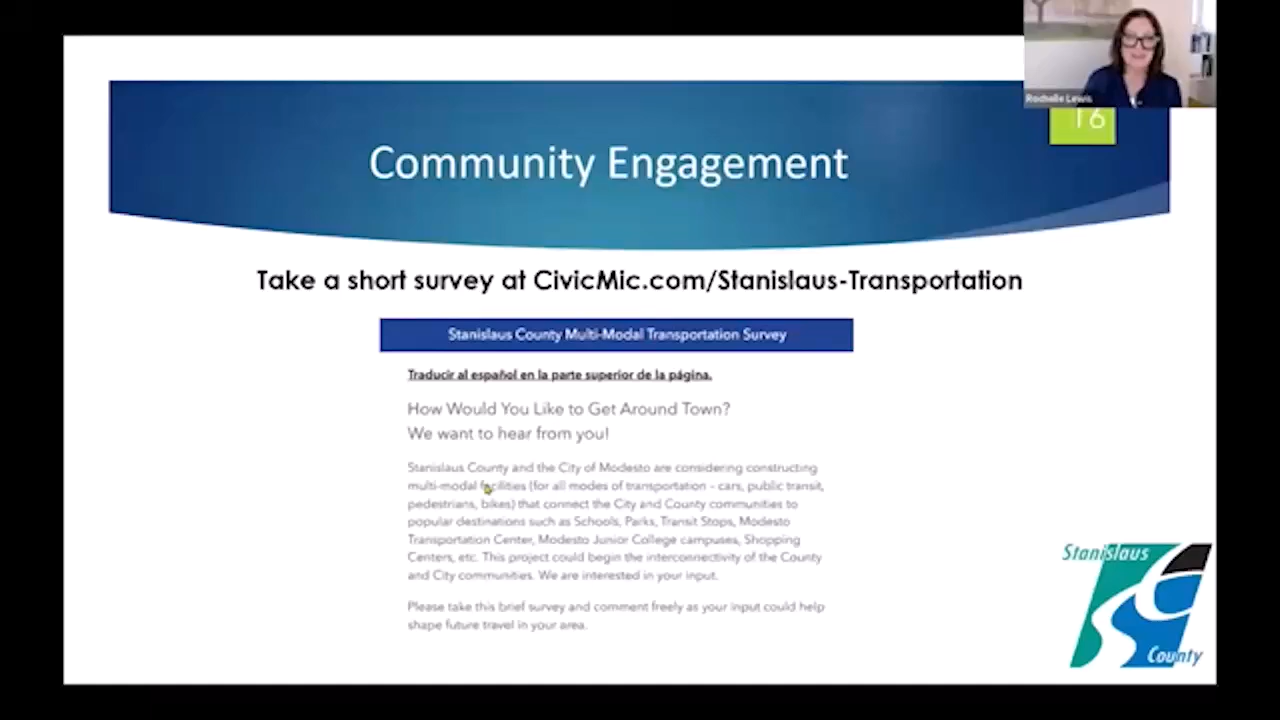 Rochelle Lewis
16
Community Engagement
Take a short survey at CivicMic.com/Stanislaus-Transportation
Stanislaus County Multi-Modal Transportation Survey
Traducir al español en la parte superior de la página.
How Would You Like to Get Around Town?
We want to hear from you!
Stanislaus County and the City of Modesto are considering constructing
multi-modal facilities (for all modes of transportation - cars, public transit,
pedestrians, bikes) that connect the City and County communities to
popular destinations such as Schools, Parks, Transit Stops, Modesto
Transportation Center, Modesto Junior College campuses, Shopping
Centers, etc. This project could begin the interconnectivity of the County
and City communities. We are interested in your input.
Please take this brief survey and comment freely as your input could help
shape future travel in your area.
Stanislaus
County